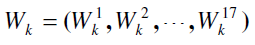 W_k = (W_k^1, W_k^2, ⋯, W_k^17)